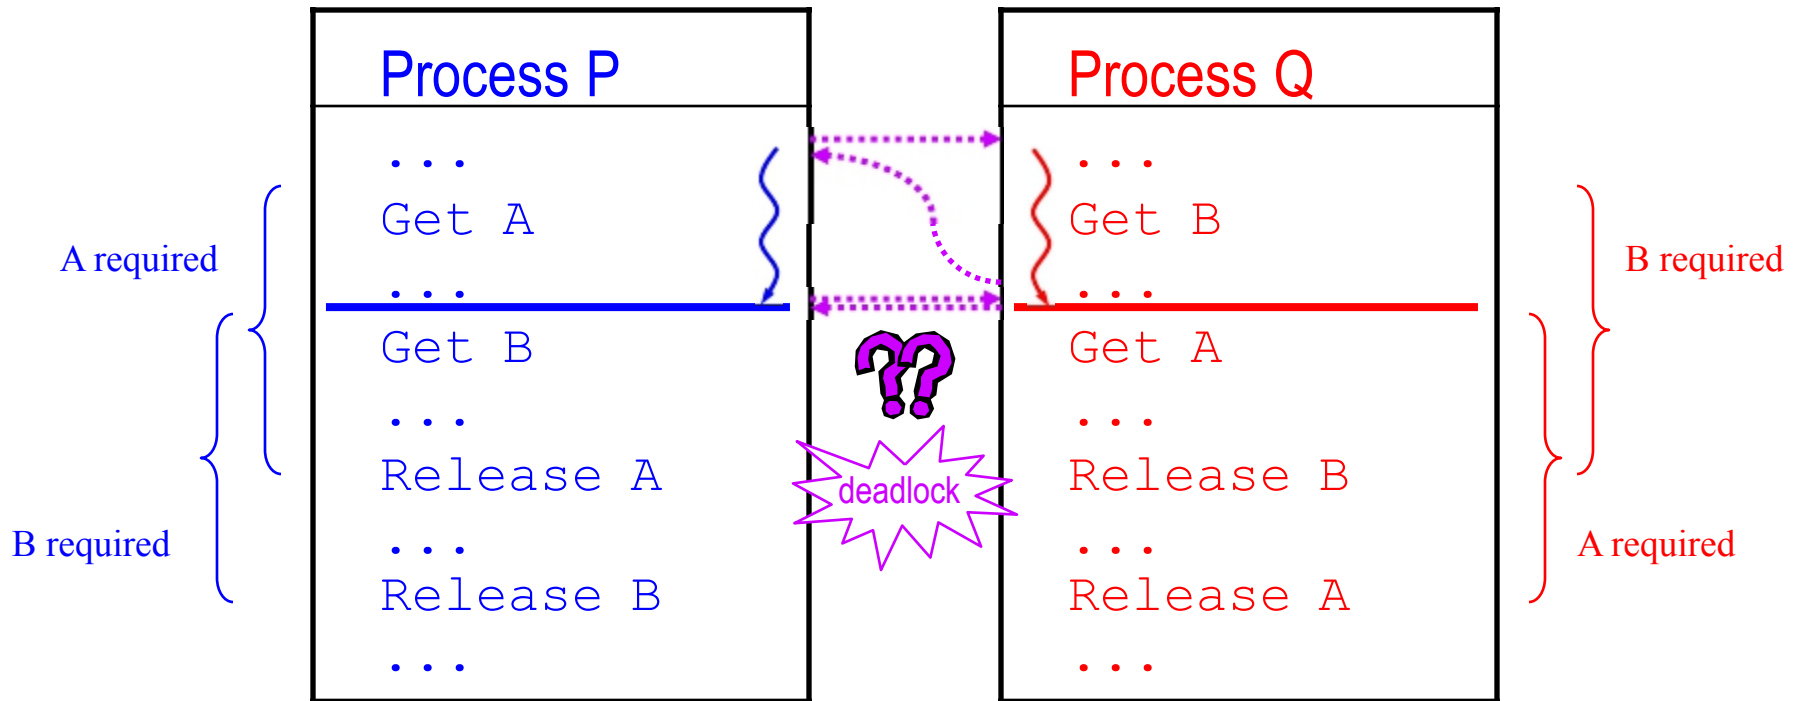 Process P
...
Get A
...
Get B
...
Release A
...
Release B
...
A required
B required
??
deadlock
Process Q
...
Get B
...
Get A
...
Release B
...
Release A
...
B required
A required